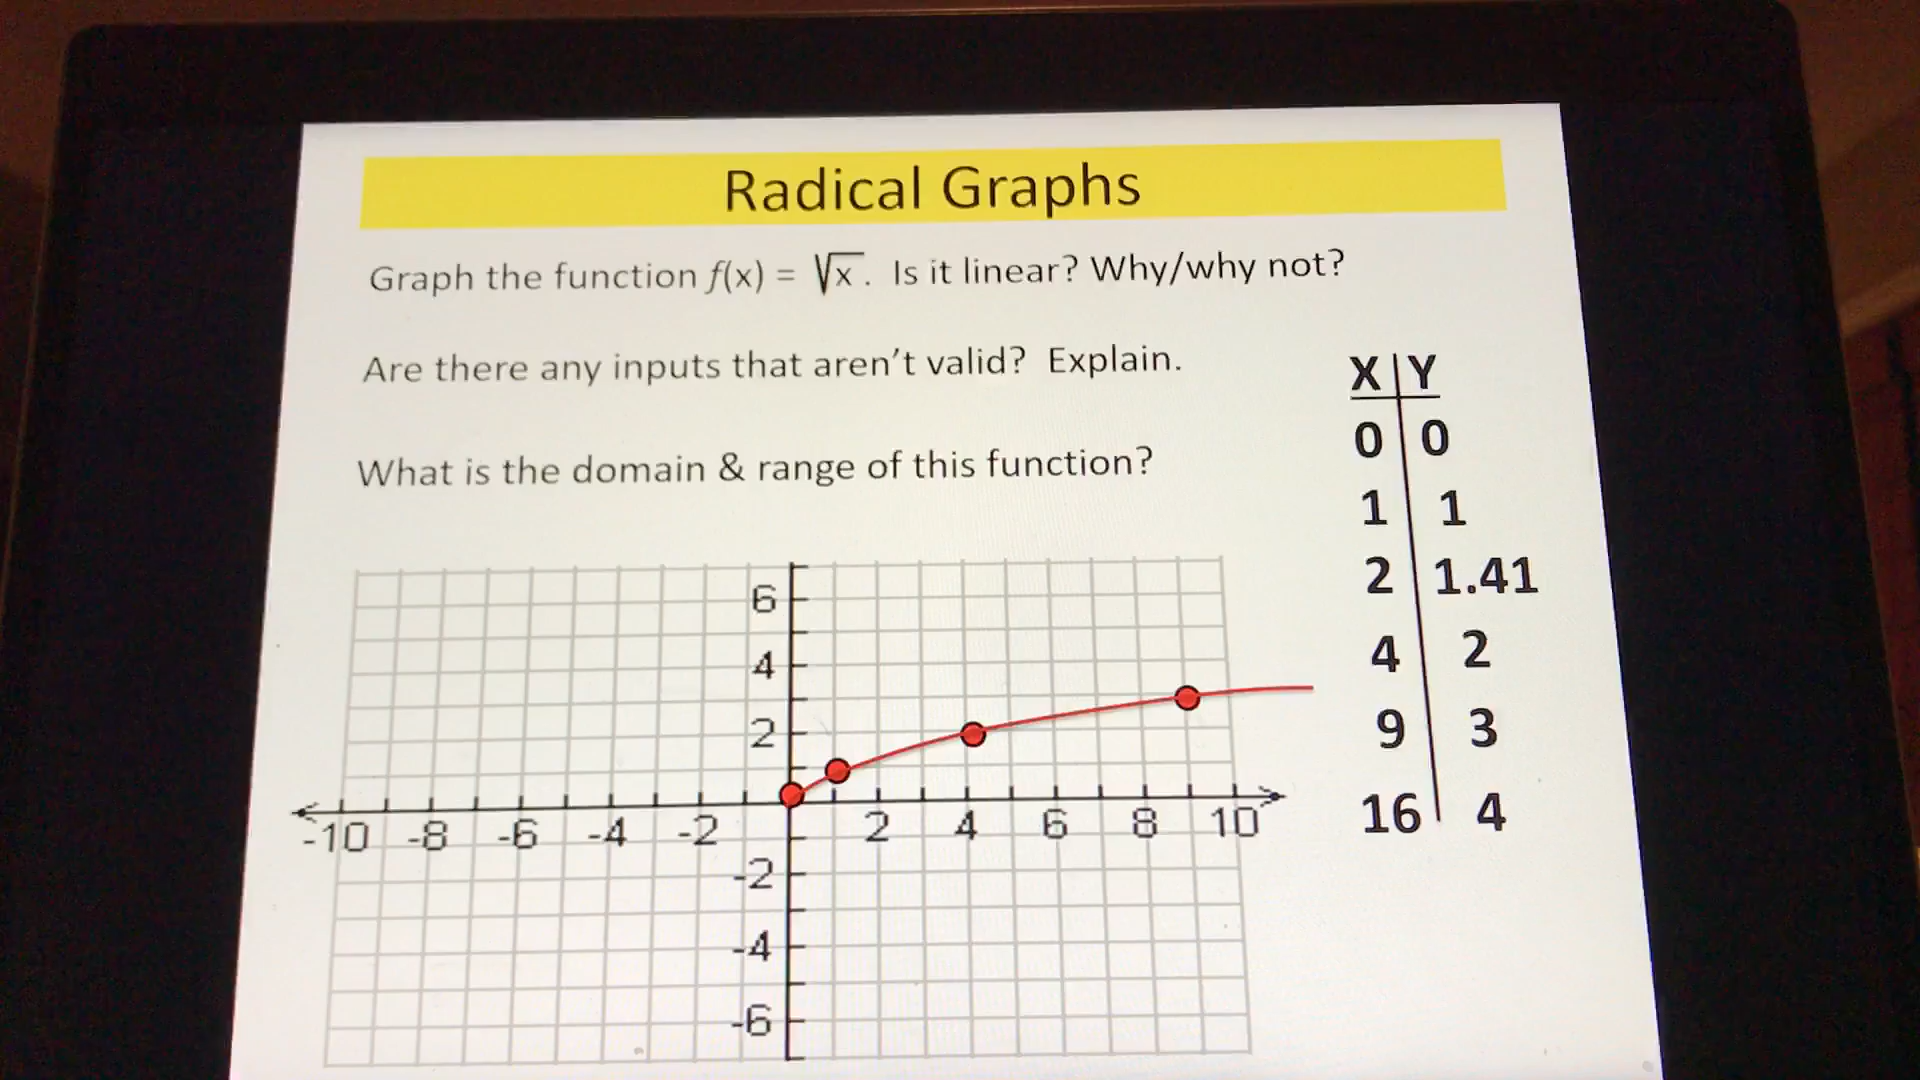 Radical Graphs
Graph the function f(x) = √x. Is it linear? Why/why not?
Are there any inputs that aren't valid? Explain.
What is the domain & range of this function?
X | Y
0 | 0
1 | 1
2 | 1.41
4 | 2
9 | 3
16 | 4
6
4
2
-10 -8 -6 -4 -2 2 4 6 8 10
-2
-4
-6